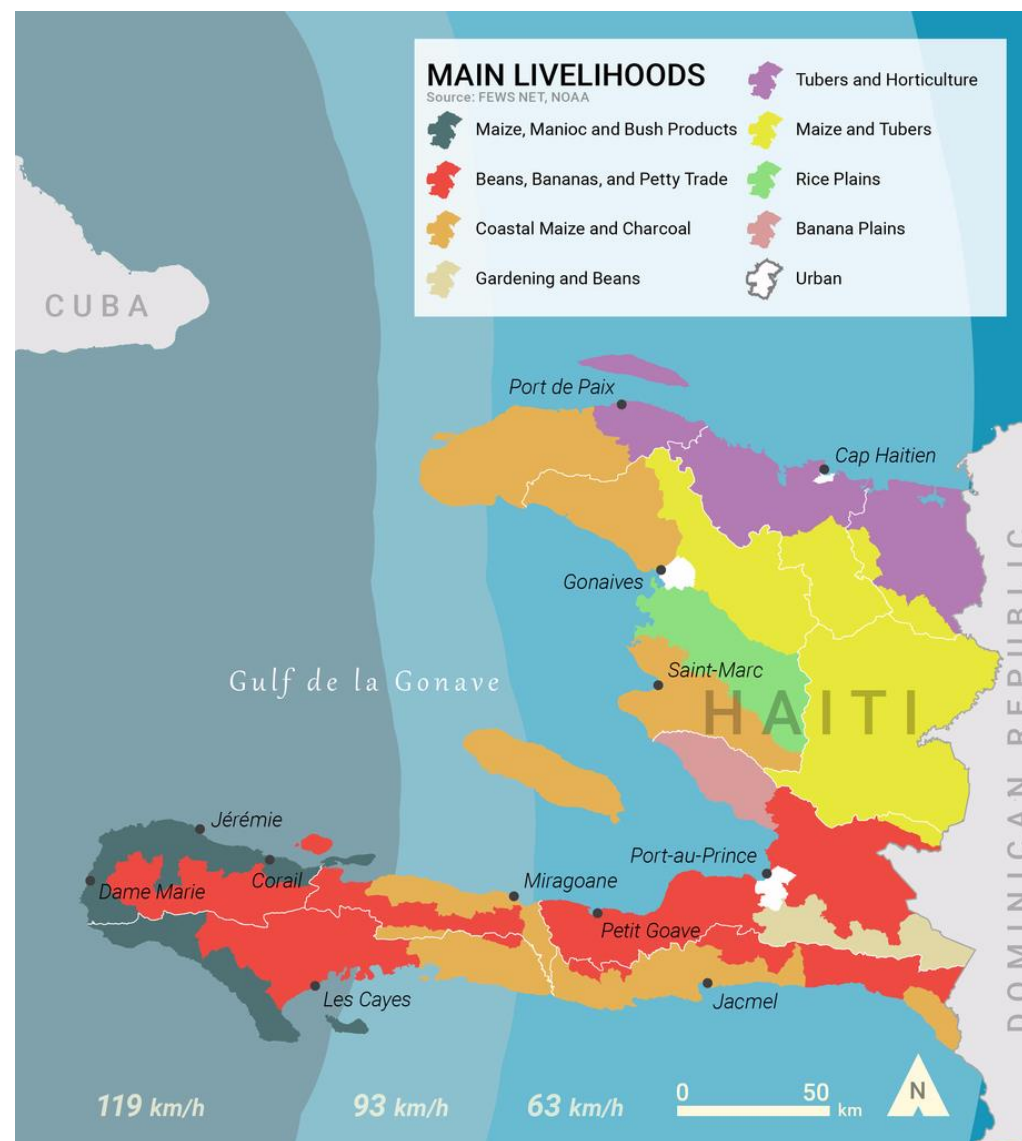 MAIN LIVELIHOODS
Source: FEWS NET, NOAA
Maize, Manioc and Bush Products
Beans, Bananas, and Petty Trade
Coastal Maize and Charcoal
Gardening and Beans
Tubers and Horticulture
Maize and Tubers
Rice Plains
Banana Plains
Urban
CUBA
Port de Paix
Cap Haitien
Gonaives
Saint-Marc
HAITI
DOMINICAN REPUBLIC
Gulf de la Gonave
Jérémie
Corail
Dame Marie
Port-au-Prince
Miragoane
Petit Goave
Les Cayes
Jacmel
119 km/h
93 km/h
63 km/h
0 50 km
N